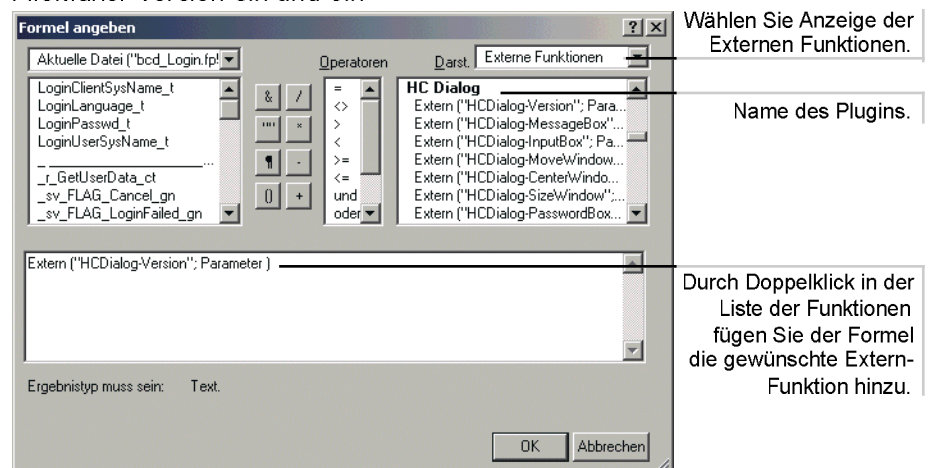 Formel angeben
Aktuelle Datei ("bcd_Login.fp!
Operatoren
Darst.
Externe Funktionen
LoginClientSysName_t
LoginLanguage_t
LoginPasswd_t
LoginUserSysName_t
_r_GetUserData_ct
_sv_FLAG_Cancel_gn
_sv_FLAG_LoginFailed_gn
& /
"" *
¶ -
() +
=
<>
>
<
>=
<=
und
oder
HC Dialog
Extern ("HCDialog-Version"; Para...
Extern ("HCDialog-MessageBox"...
Extern ("HCDialog-InputBox"; Pa...
Extern ("HCDialog-MoveWindow...
Extern ("HCDialog-CenterWindo...
Extern ("HCDialog-SizeWindow";...
Extern ("HCDialog-PasswordBox...
Extern ("HCDialog-Version"; Parameter )
Ergebnistyp muss sein: Text.
OK
Abbrechen
Wählen Sie Anzeige der
Externen Funktionen.
Name des Plugins.
Durch Doppelklick in der
Liste der Funktionen
fügen Sie der Formel
die gewünschte Extern-
Funktion hinzu.